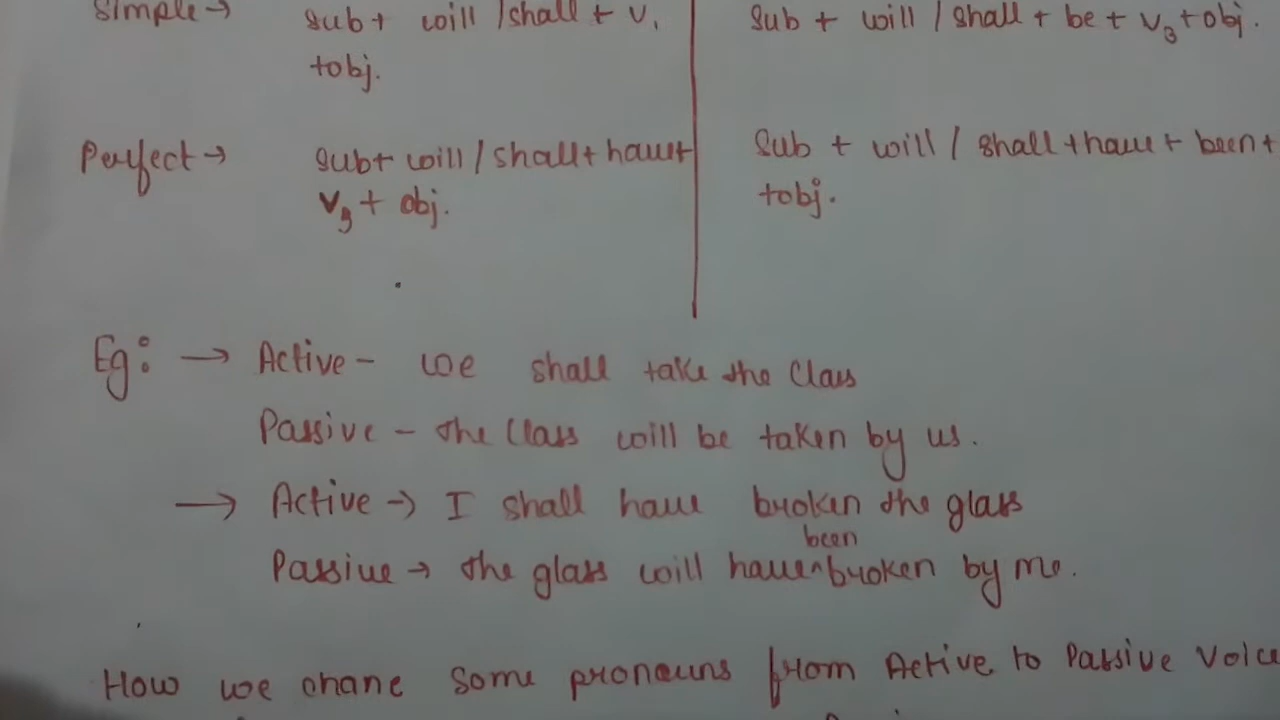 Simple → sub + will / shall + V1 Sub + will / shall + be + V3 + obj.
+obj.
Perfect → sub + will / shall + have + Sub + will / shall + have + been +
V3 + obj. +obj.
Eg: → Active - we shall take the Class
Passive - the Class will be taken by us.
→ Active → I shall have broken the glass
been
Passive → the glass will have ^ broken by me.
How we chane some pronouns from Active to Passive Voice